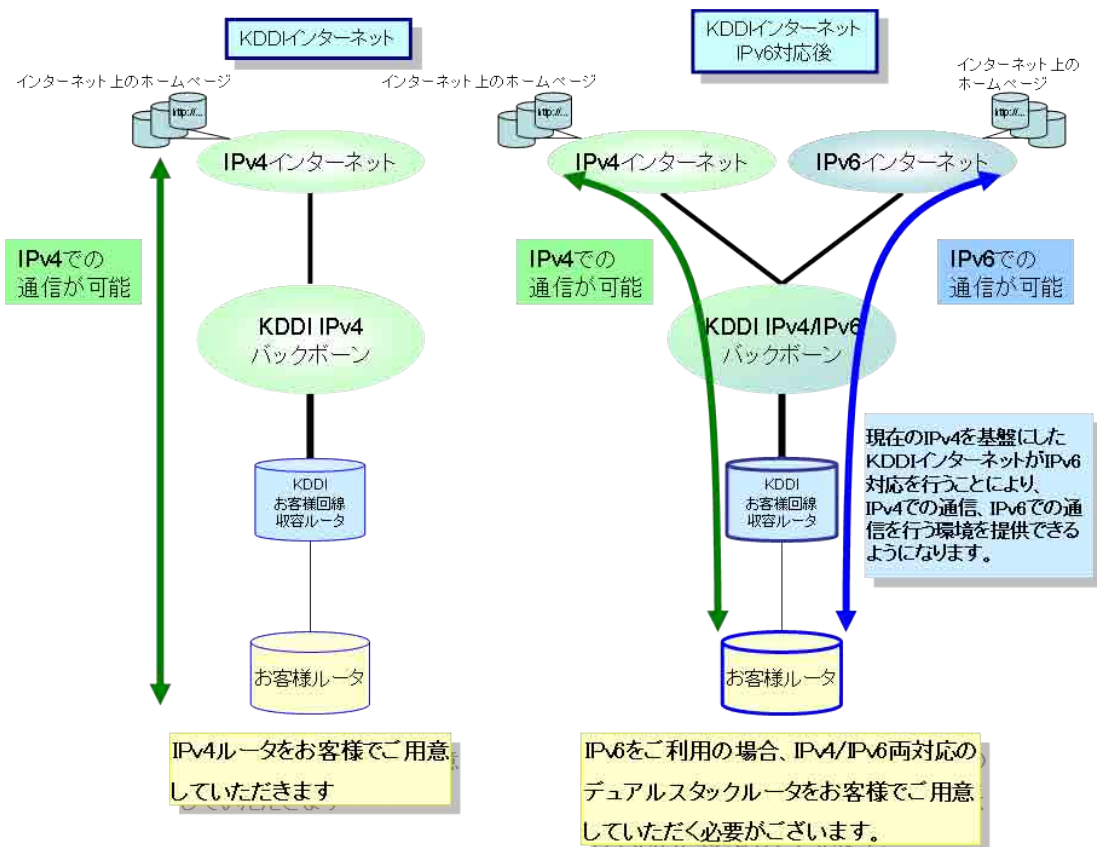 KDDIインターネット
インターネット上のホームページ
http://...
IPv4インターネット
IPv4での
通信が可能
KDDI IPv4
バックボーン
KDDI
お客様回線
収容ルータ
お客様ルータ
IPv4ルータをお客様でご用意
していただきます
KDDIインターネット
IPv6対応後
インターネット上のホームページ
http://...
IPv4インターネット
インターネット上の
ホームページ
http://...
IPv6インターネット
IPv4での
通信が可能
IPv6での
通信が可能
KDDI IPv4/IPv6
バックボーン
現在のIPv4を基盤にした
KDDIインターネットがIPv6
対応を行うことにより、
IPv4での通信、IPv6での通
信を行う環境を提供できる
ようになります。
KDDI
お客様回線
収容ルータ
お客様ルータ
IPv6をご利用の場合、IPv4/IPv6両対応の
デュアルスタックルータをお客様でご用意
していただく必要がございます。